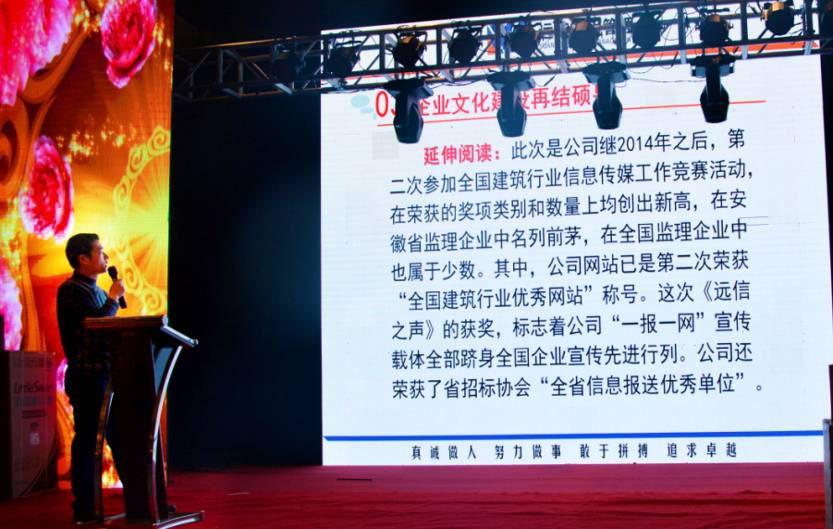 企业文化建设再结硕
延伸阅读：此次是公司继2014年之后，第
二次参加全国建筑行业信息传媒工作竞赛活动，
在荣获的奖项类别和数量上均创出新高，在安
徽省监理企业中名列前茅，在全国监理企业中
也属于少数。其中，公司网站已是第二次荣获
“全国建筑行业优秀网站”称号。这次《远信
之声》的获奖，标志着公司“一报一网”宣传
载体全部跻身全国企业宣传先进行列。公司还
荣获了省招标协会“全省信息报送优秀单位”。
真诚做人 努力做事 敢于拼搏 追求卓越